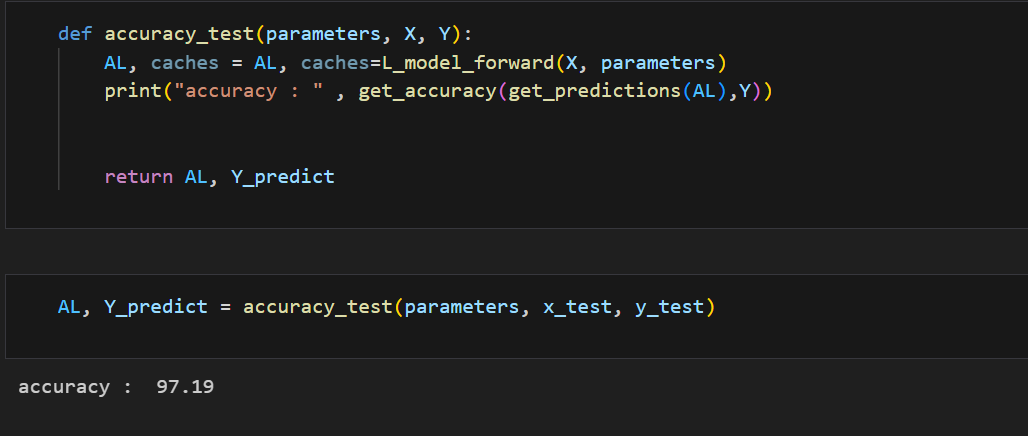 def accuracy_test(parameters, X, Y):
    AL, caches = AL, caches=L_model_forward(X, parameters)
    print("accuracy : " , get_accuracy(get_predictions(AL),Y))
    return AL, Y_predict
AL, Y_predict = accuracy_test(parameters, x_test, y_test)
accuracy :  97.19